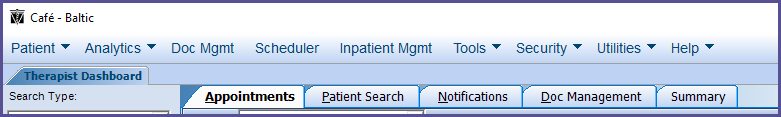 Café - Baltic
Patient Analytics Doc Mgmt Scheduler Inpatient Mgmt Tools Security Utilities Help
Therapist Dashboard
Search Type:
Appointments Patient Search Notifications Doc Management Summary